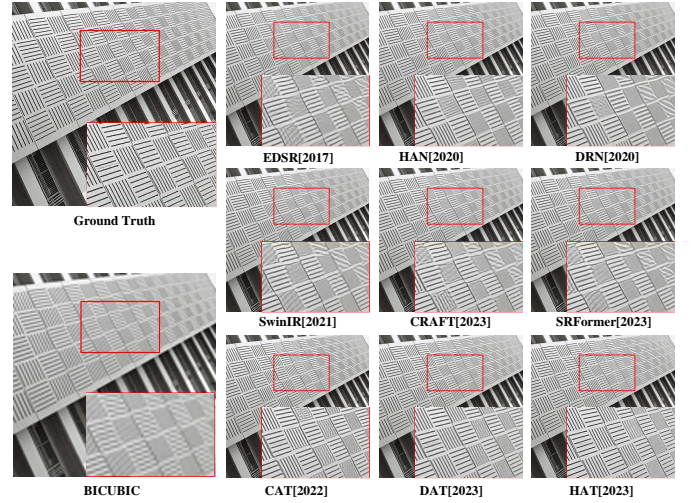 EDSR[2017] HAN[2020] DRN[2020]
Ground Truth
SwinIR[2021] CRAFT[2023] SRFormer[2023]
BICUBIC CAT[2022] DAT[2023] HAT[2023]